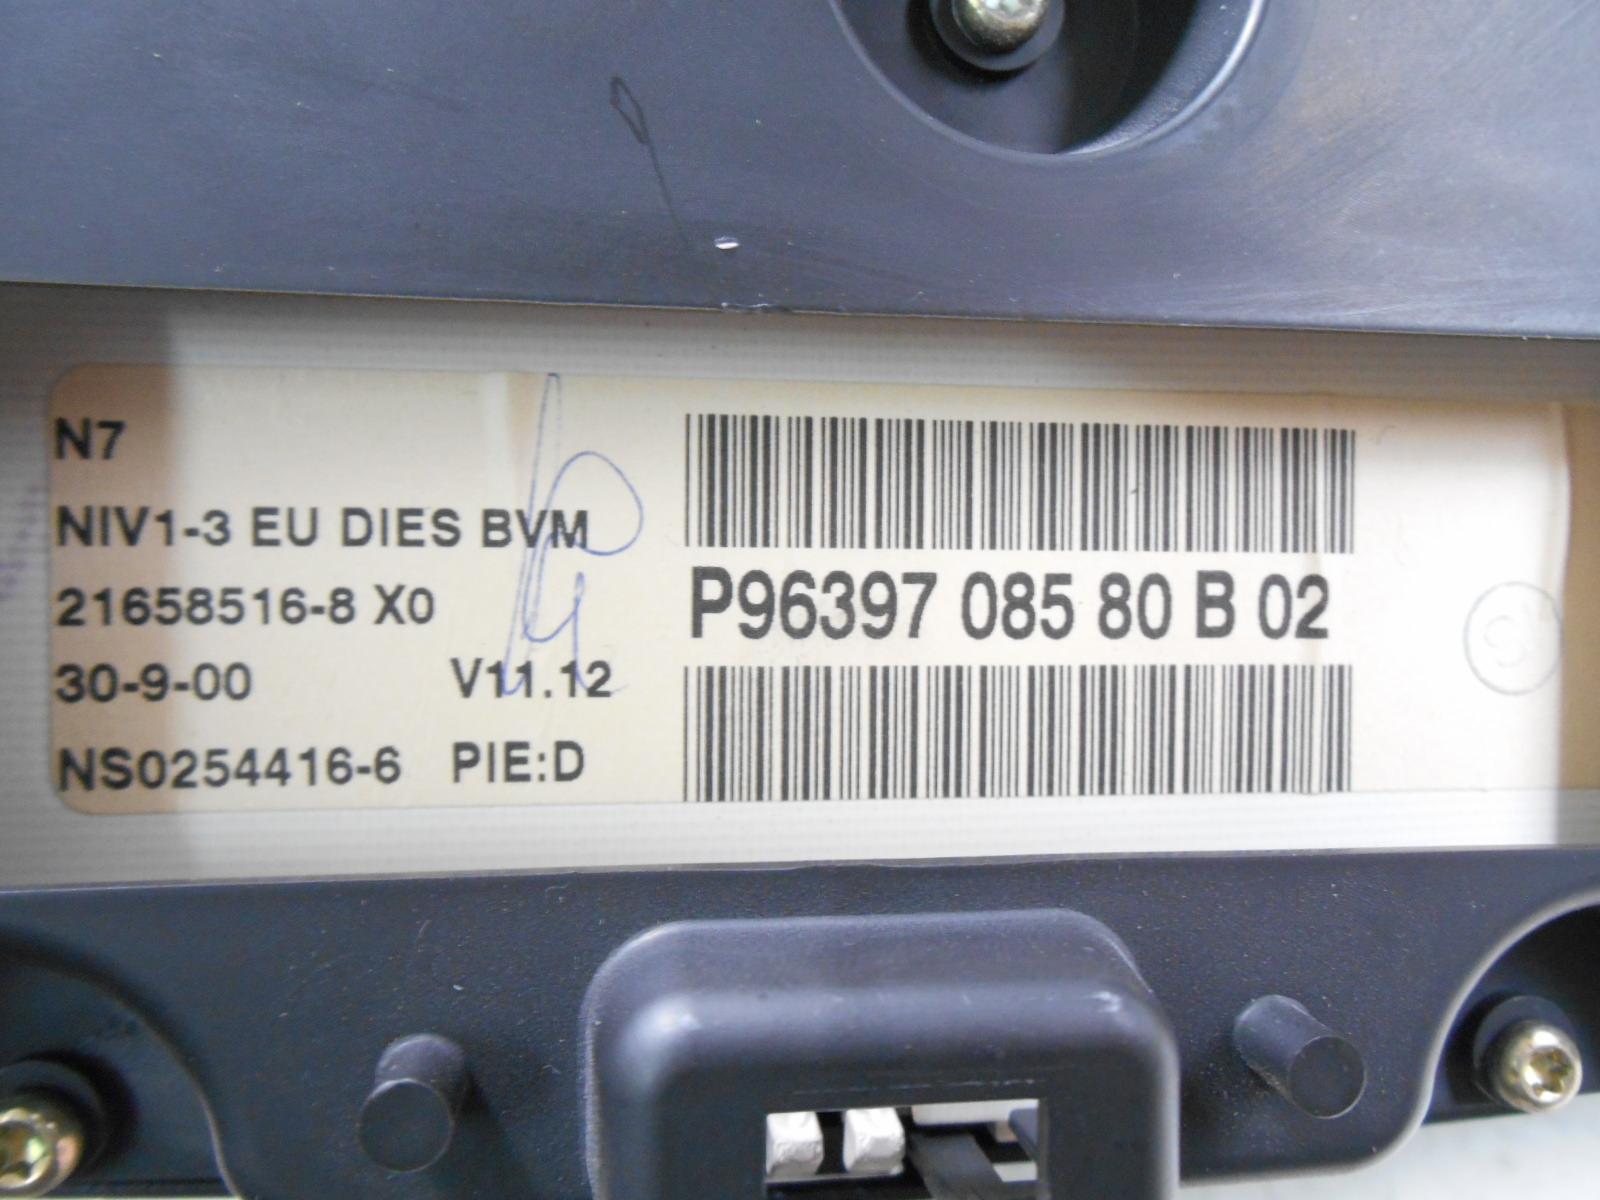 N7
NIV1-3 EU DIES BVM
21658516-8 X0
30-9-00 V11.12
NS0254416-6 PIE:D
P96397 085 80 B 02